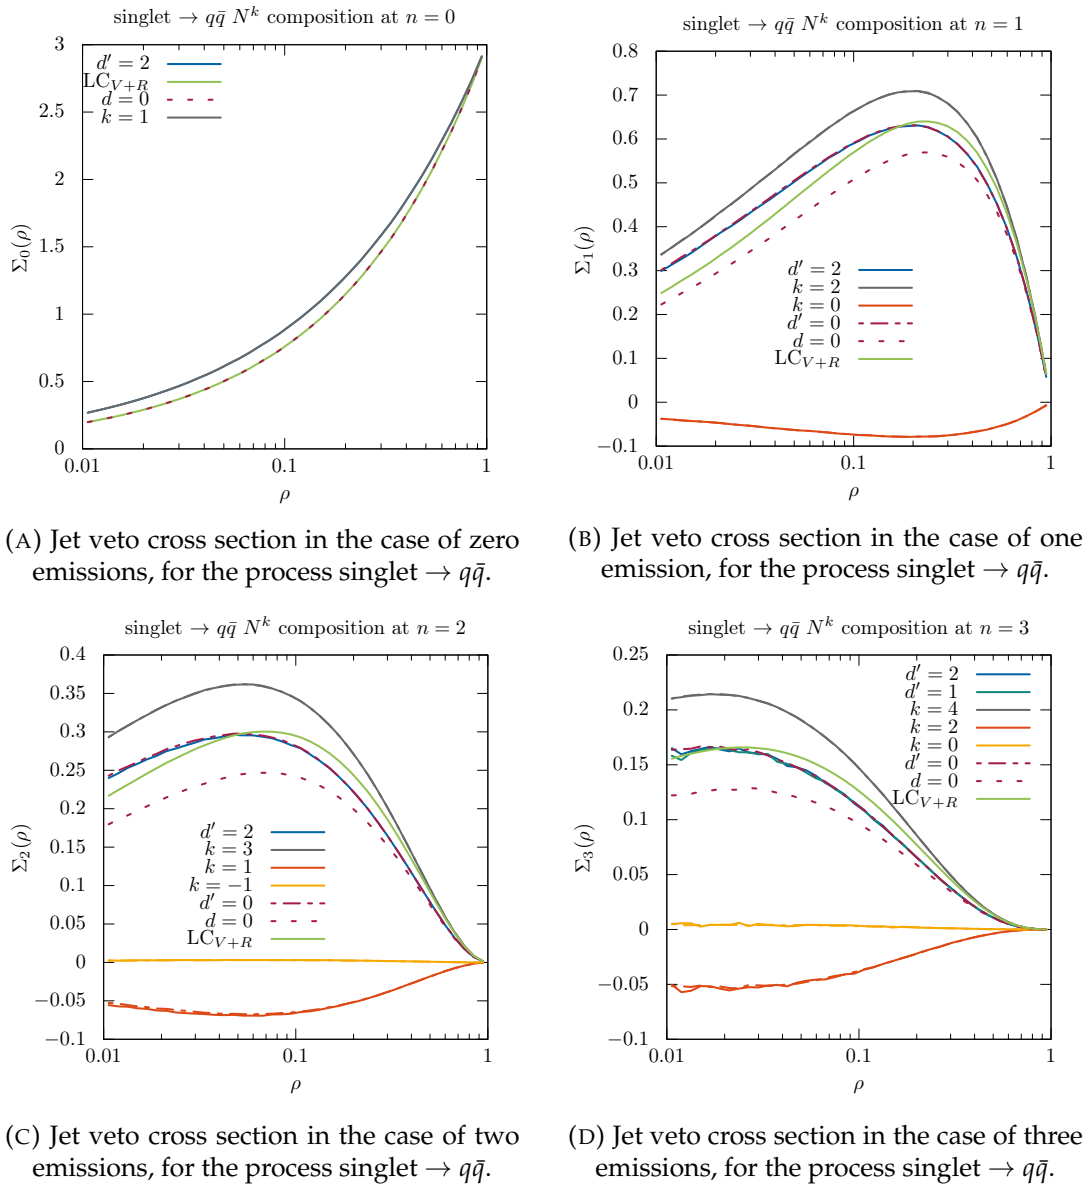 singlet → qq̄ N^k composition at n = 0
3
2.5
2
1.5
1
0.5
0
0.01
0.1
1
Σ₀(ρ)
ρ
d′ = 2
LC_{V+R}
d = 0
k = 1
(A) Jet veto cross section in the case of zero
emissions, for the process singlet → qq̄.
singlet → qq̄ N^k composition at n = 1
0.8
0.7
0.6
0.5
0.4
0.3
0.2
0.1
0
−0.1
0.01
0.1
1
Σ₁(ρ)
ρ
d′ = 2
k = 2
k = 0
d′ = 0
d = 0
LC_{V+R}
(B) Jet veto cross section in the case of one
emission, for the process singlet → qq̄.
singlet → qq̄ N^k composition at n = 2
0.4
0.35
0.3
0.25
0.2
0.15
0.1
0.05
0
−0.05
−0.1
0.01
0.1
1
Σ₂(ρ)
ρ
d′ = 2
k = 3
k = 1
k = −1
d′ = 0
d = 0
LC_{V+R}
(C) Jet veto cross section in the case of two
emissions, for the process singlet → qq̄.
singlet → qq̄ N^k composition at n = 3
0.25
0.2
0.15
0.1
0.05
0
−0.05
−0.1
0.01
0.1
1
Σ₃(ρ)
ρ
d′ = 2
d′ = 1
k = 4
k = 2
k = 0
d′ = 0
d = 0
LC_{V+R}
(D) Jet veto cross section in the case of three
emissions, for the process singlet → qq̄.